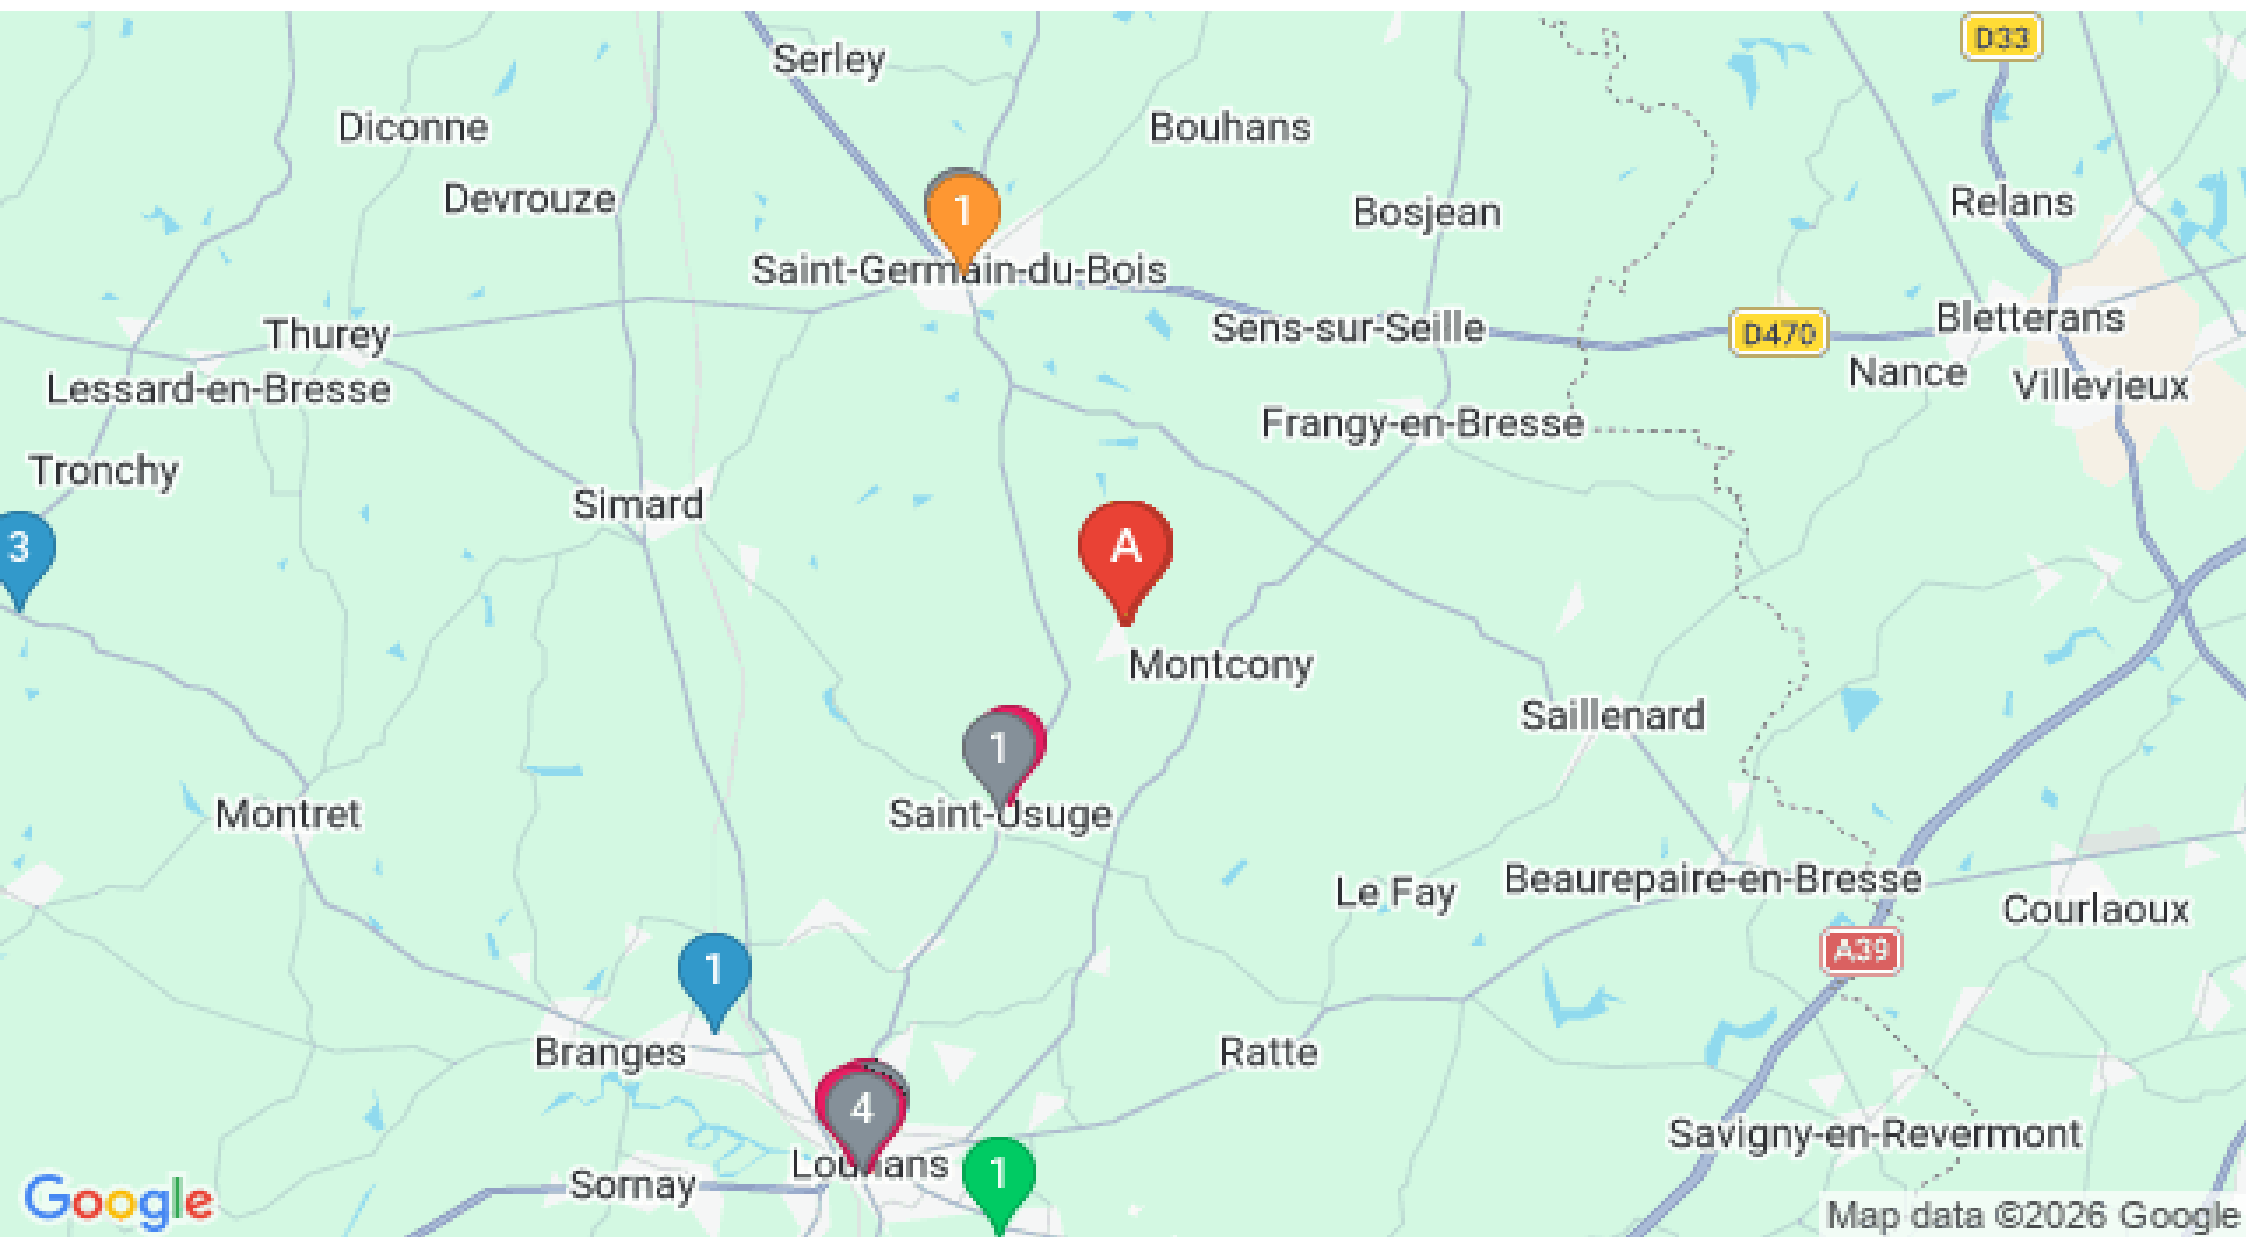 Serley
D33
Diconne
Bouhans
Devrouze
1
Bosjean
Relans
Saint-Germain-du-Bois
Sens-sur-Seille
D470
Bletterans
Thurey
Nance
Villevieux
Lessard-en-Bresse
Frangy-en-Bresse
Tronchy
Simard
3
A
Montcony
Saillenard
1
Montret
Saint-Usuge
Le Fay
Beaurepaire-en-Bresse
Courlaoux
A39
1
Branges
Ratte
4
Savigny-en-Revermont
Louhans
1
Sornay
Google
Map data ©2026 Google